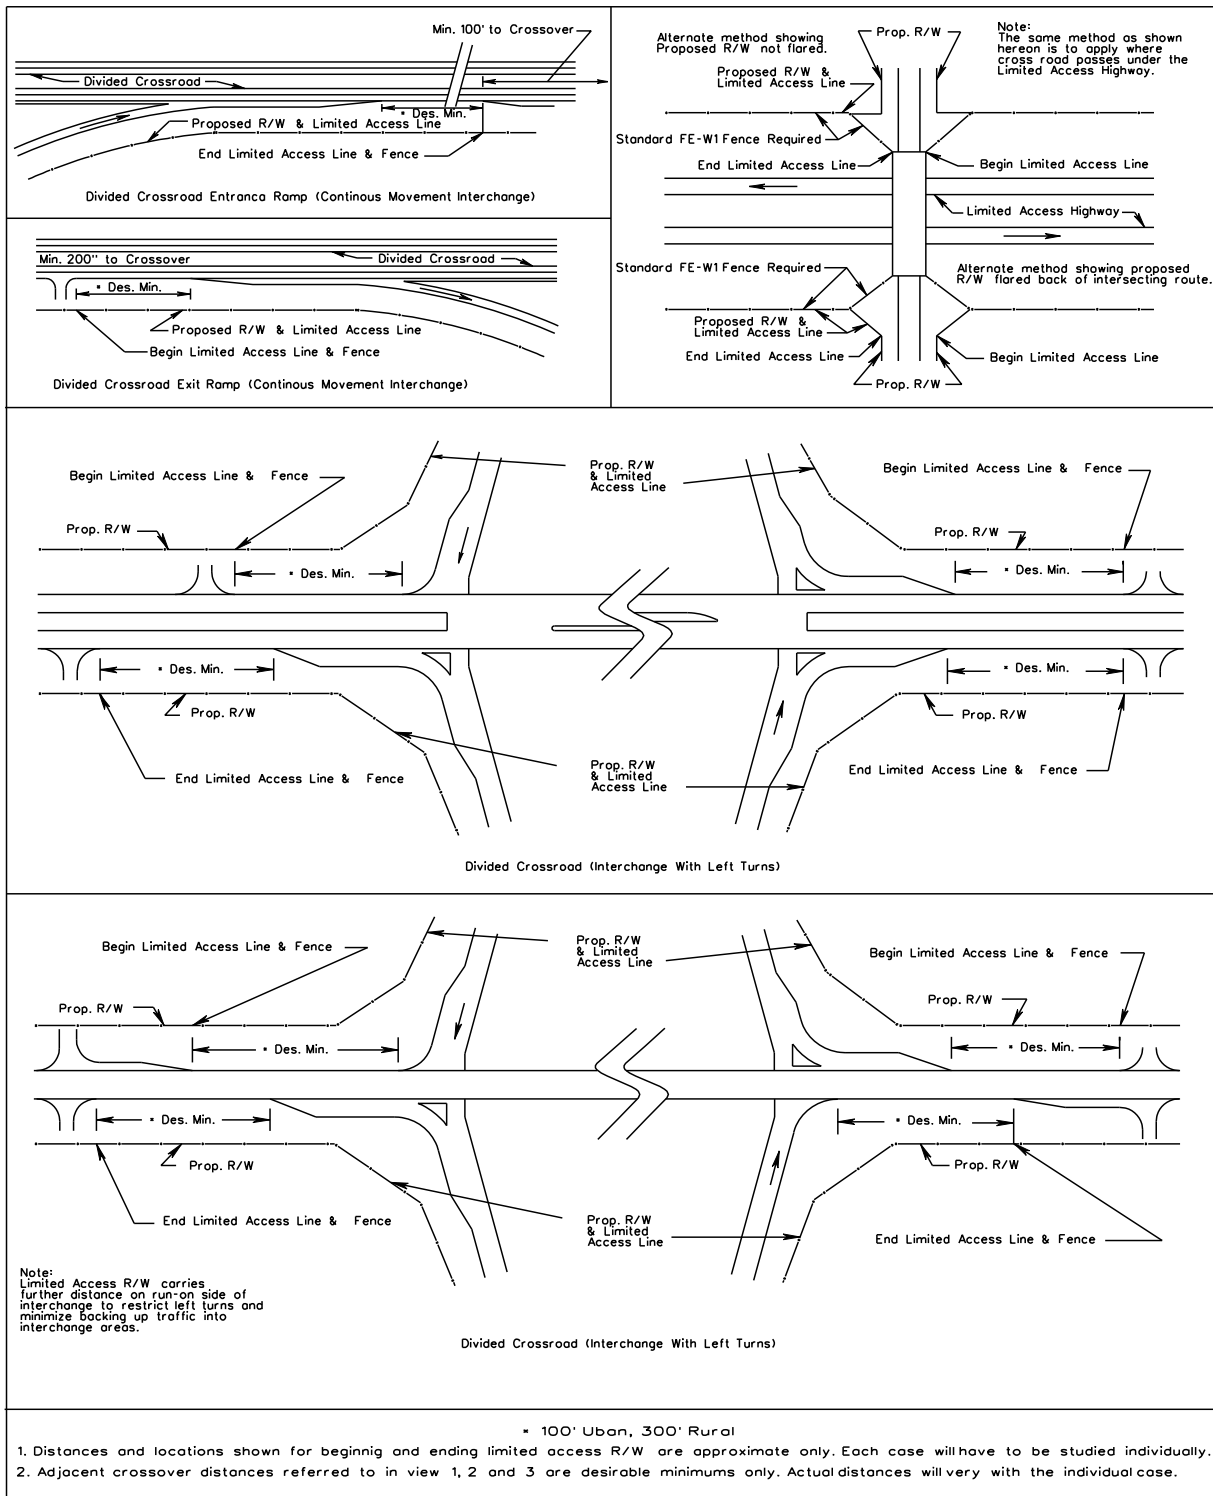 Min. 100' to Crossover
Divided Crossroad
* Des. Min.
Proposed R/W & Limited Access Line
End Limited Access Line & Fence
Divided Crossroad Entranca Ramp (Continous Movement Interchange)
Min. 200'' to Crossover
Divided Crossroad
* Des. Min.
Proposed R/W & Limited Access Line
Begin Limited Access Line & Fence
Divided Crossroad Exit Ramp (Continous Movement Interchange)
Alternate method showing
Proposed R/W not flared.
Prop. R/W
Note:
The same method as shown
hereon is to apply where
cross road passes under the
Limited Access Highway.
Proposed R/W &
Limited Access Line
Standard FE-W1 Fence Required
End Limited Access Line
Begin Limited Access Line
Limited Access Highway
Standard FE-W1 Fence Required
Alternate method showing proposed
R/W flared back of intersecting route.
Proposed R/W &
Limited Access Line
End Limited Access Line
Begin Limited Access Line
Prop. R/W
Begin Limited Access Line & Fence
Prop. R/W
& Limited
Access Line
Begin Limited Access Line & Fence
Prop. R/W
Prop. R/W
* Des. Min.
* Des. Min.
* Des. Min.
* Des. Min.
Prop. R/W
Prop. R/W
End Limited Access Line & Fence
Prop. R/W
& Limited
Access Line
End Limited Access Line & Fence
Divided Crossroad (Interchange With Left Turns)
Begin Limited Access Line & Fence
Prop. R/W
& Limited
Access Line
Begin Limited Access Line & Fence
Prop. R/W
Prop. R/W
* Des. Min.
* Des. Min.
* Des. Min.
* Des. Min.
Prop. R/W
Prop. R/W
End Limited Access Line & Fence
Prop. R/W
& Limited
Access Line
End Limited Access Line & Fence
Note:
Limited Access R/W carries
further distance on run-on side of
interchange to restrict left turns and
minimize backing up traffic into
interchange areas.
Divided Crossroad (Interchange With Left Turns)
* 100' Uban, 300' Rural
1. Distances and locations shown for beginnig and ending limited access R/W are approximate only. Each case will have to be studied individually.
2. Adjacent crossover distances referred to in view 1, 2 and 3 are desirable minimums only. Actual distances will very with the individual case.